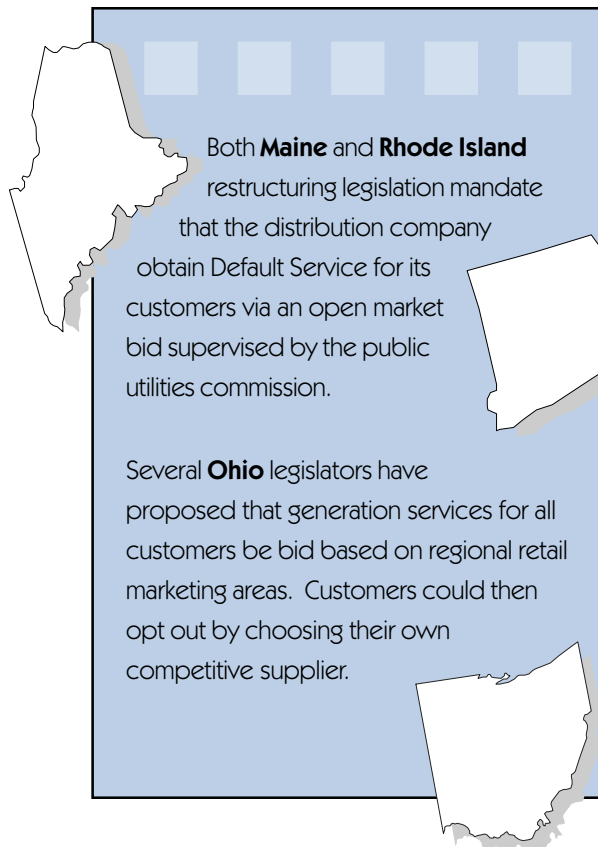 Both Maine and Rhode Island
restructuring legislation mandate
that the distribution company
obtain Default Service for its
customers via an open market
bid supervised by the public
utilities commission.
Several Ohio legislators have
proposed that generation services for all
customers be bid based on regional retail
marketing areas. Customers could then
opt out by choosing their own
competitive supplier.